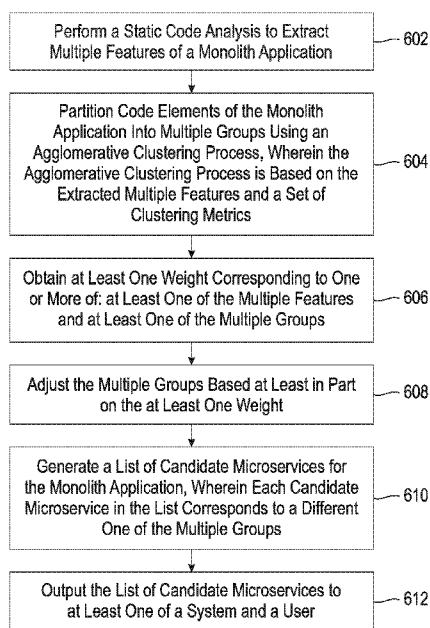 Perform a Static Code Analysis to Extract
Multiple Features of a Monolith Application
602
Partition Code Elements of the Monolith
Application Into Multiple Groups Using an
Agglomerative Clustering Process, Wherein the
Agglomerative Clustering Process is Based on the
Extracted Multiple Features and a Set of
Clustering Metrics
604
Obtain at Least One Weight Corresponding to One
or More of: at Least One of the Multiple Features
and at Least One of the Multiple Groups
606
Adjust the Multiple Groups Based at Least in Part
on the at Least One Weight
608
Generate a List of Candidate Microservices for
the Monolith Application, Wherein Each Candidate
Microservice in the List Corresponds to a Different
One of the Multiple Groups
610
Output the List of Candidate Microservices to
at Least One of a System and a User
612